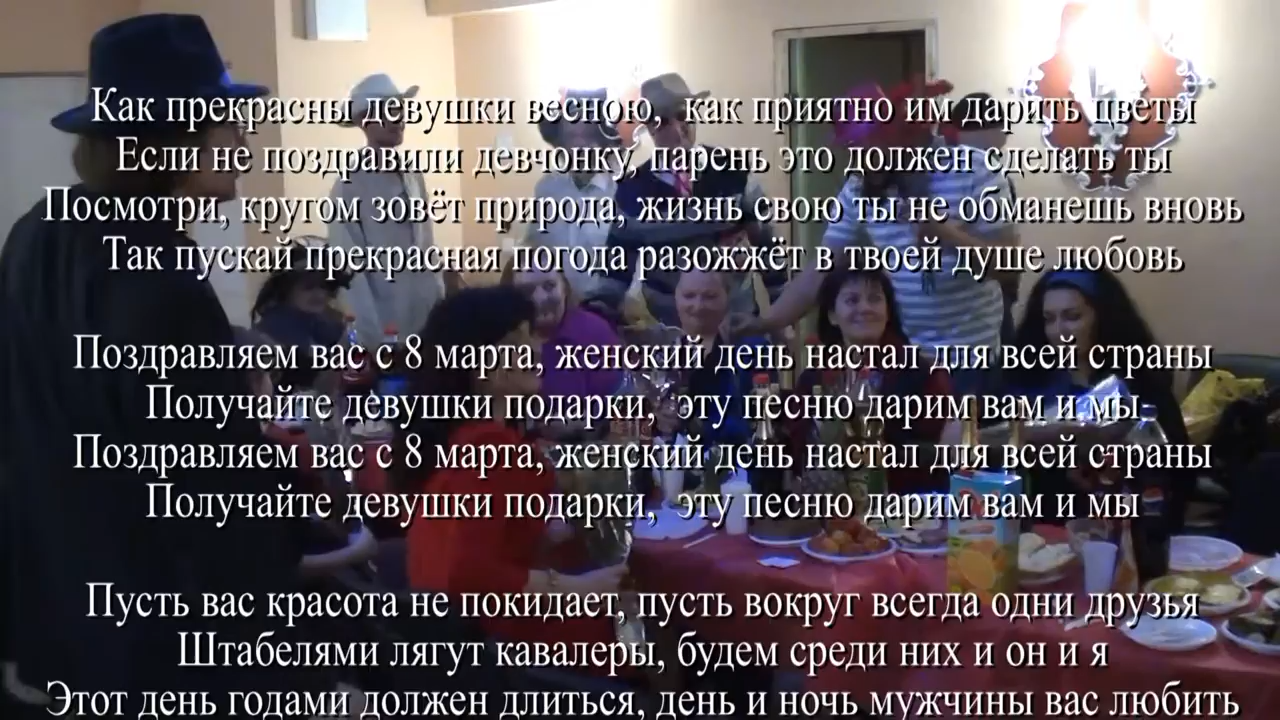 Как прекрасны девушки весною, как приятно им дарить цветы
Если не поздравили девчонку, парень это должен сделать ты
Посмотри, кругом зовёт природа, жизнь свою ты не обманешь вновь
Так пускай прекрасная погода разожжёт в твоей душе любовь
Поздравляем вас с 8 марта, женский день настал для всей страны
Получайте девушки подарки, эту песню дарим вам и мы
Поздравляем вас с 8 марта, женский день настал для всей страны
Получайте девушки подарки, эту песню дарим вам и мы
Пусть вас красота не покидает, пусть вокруг всегда одни друзья
Штабелями лягут кавалеры, будем среди них и он и я
Этот день годами должен длиться, день и ночь мужчины вас любить